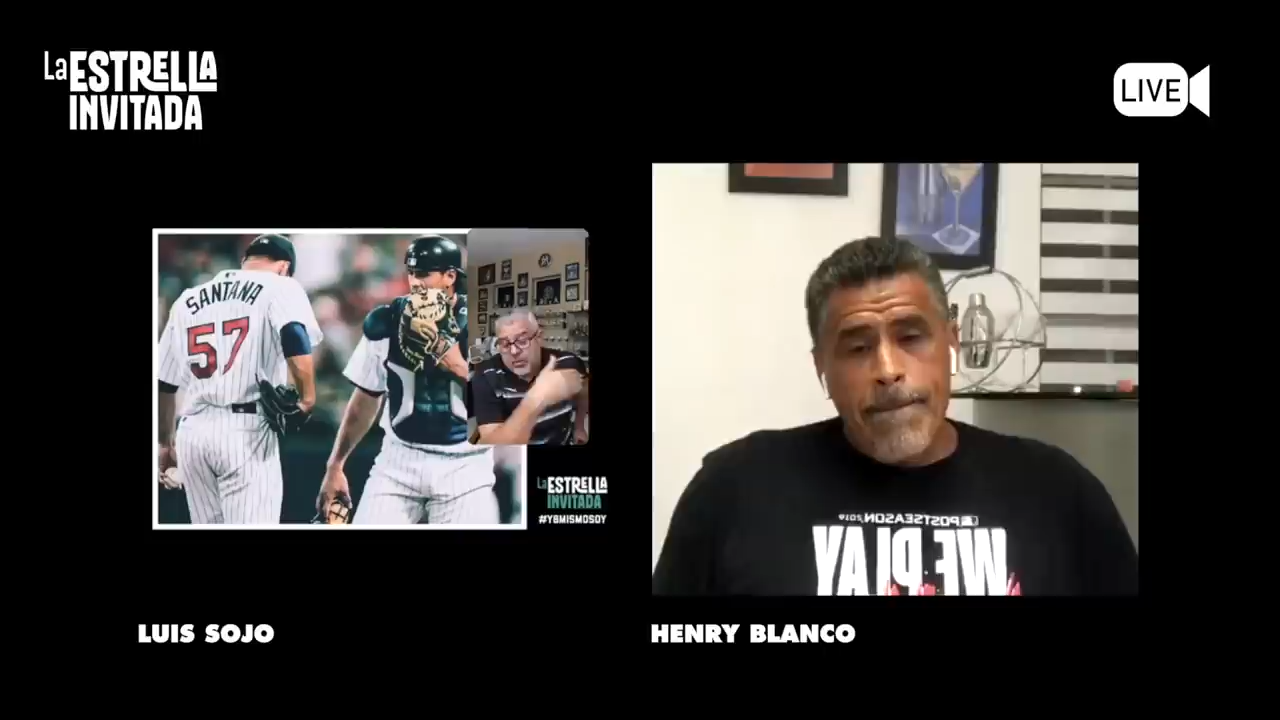 La ESTRELLA
INVITADA
LIVE
SANTANA
57
La ESTRELLA
INVITADA
#YOMISMOSOY
POSTSEASON 2019
WE PLAY
LUIS SOJO
HENRY BLANCO